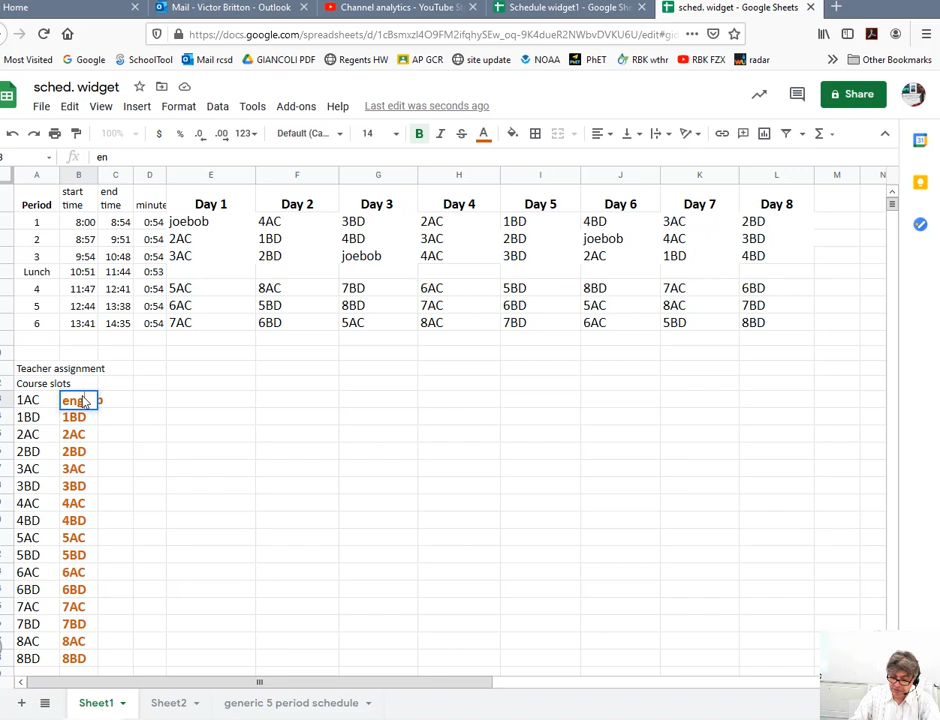 Home Mail - Victor Britton - Outlook Channel analytics - YouTube St Schedule widget1 - Google She sched. widget - Google Sheets
https://docs.google.com/spreadsheets/d/1cBsmxzl4O9FM2ifqhySEw_oq-9K4dueR2NWbvDVKU6U/edit#gi
Most Visited Google SchoolTool Mail rcsd GIANCOLI PDF Regents HW AP GCR site update NOAA PhET RBK wthr RBK FZX radar Other Bookmarks
sched. widget Share
File Edit View Insert Format Data Tools Add-ons Help Last edit was seconds ago
100% $ % .0 .00 123 Default (Ca... 14 B I S A
fx en
A B C D E F G H I J K L M N
Period start time end time minute Day 1 Day 2 Day 3 Day 4 Day 5 Day 6 Day 7 Day 8
1 8:00 8:54 0:54 joebob 4AC 3BD 2AC 1BD 4BD 3AC 2BD
2 8:57 9:51 0:54 2AC 1BD 4BD 3AC 2BD joebob 4AC 3BD
3 9:54 10:48 0:54 3AC 2BD joebob 4AC 3BD 2AC 1BD 4BD
Lunch 10:51 11:44 0:53
4 11:47 12:41 0:54 5AC 8AC 7BD 6AC 5BD 8BD 7AC 6BD
5 12:44 13:38 0:54 6AC 5BD 8BD 7AC 6BD 5AC 8AC 7BD
6 13:41 14:35 0:54 7AC 6BD 5AC 8AC 7BD 6AC 5BD 8BD
Teacher assignment
Course slots
1AC eng
1BD 1BD
2AC 2AC
2BD 2BD
3AC 3AC
3BD 3BD
4AC 4AC
4BD 4BD
5AC 5AC
5BD 5BD
6AC 6AC
6BD 6BD
7AC 7AC
7BD 7BD
8AC 8AC
8BD 8BD
Sheet1 Sheet2 generic 5 period schedule